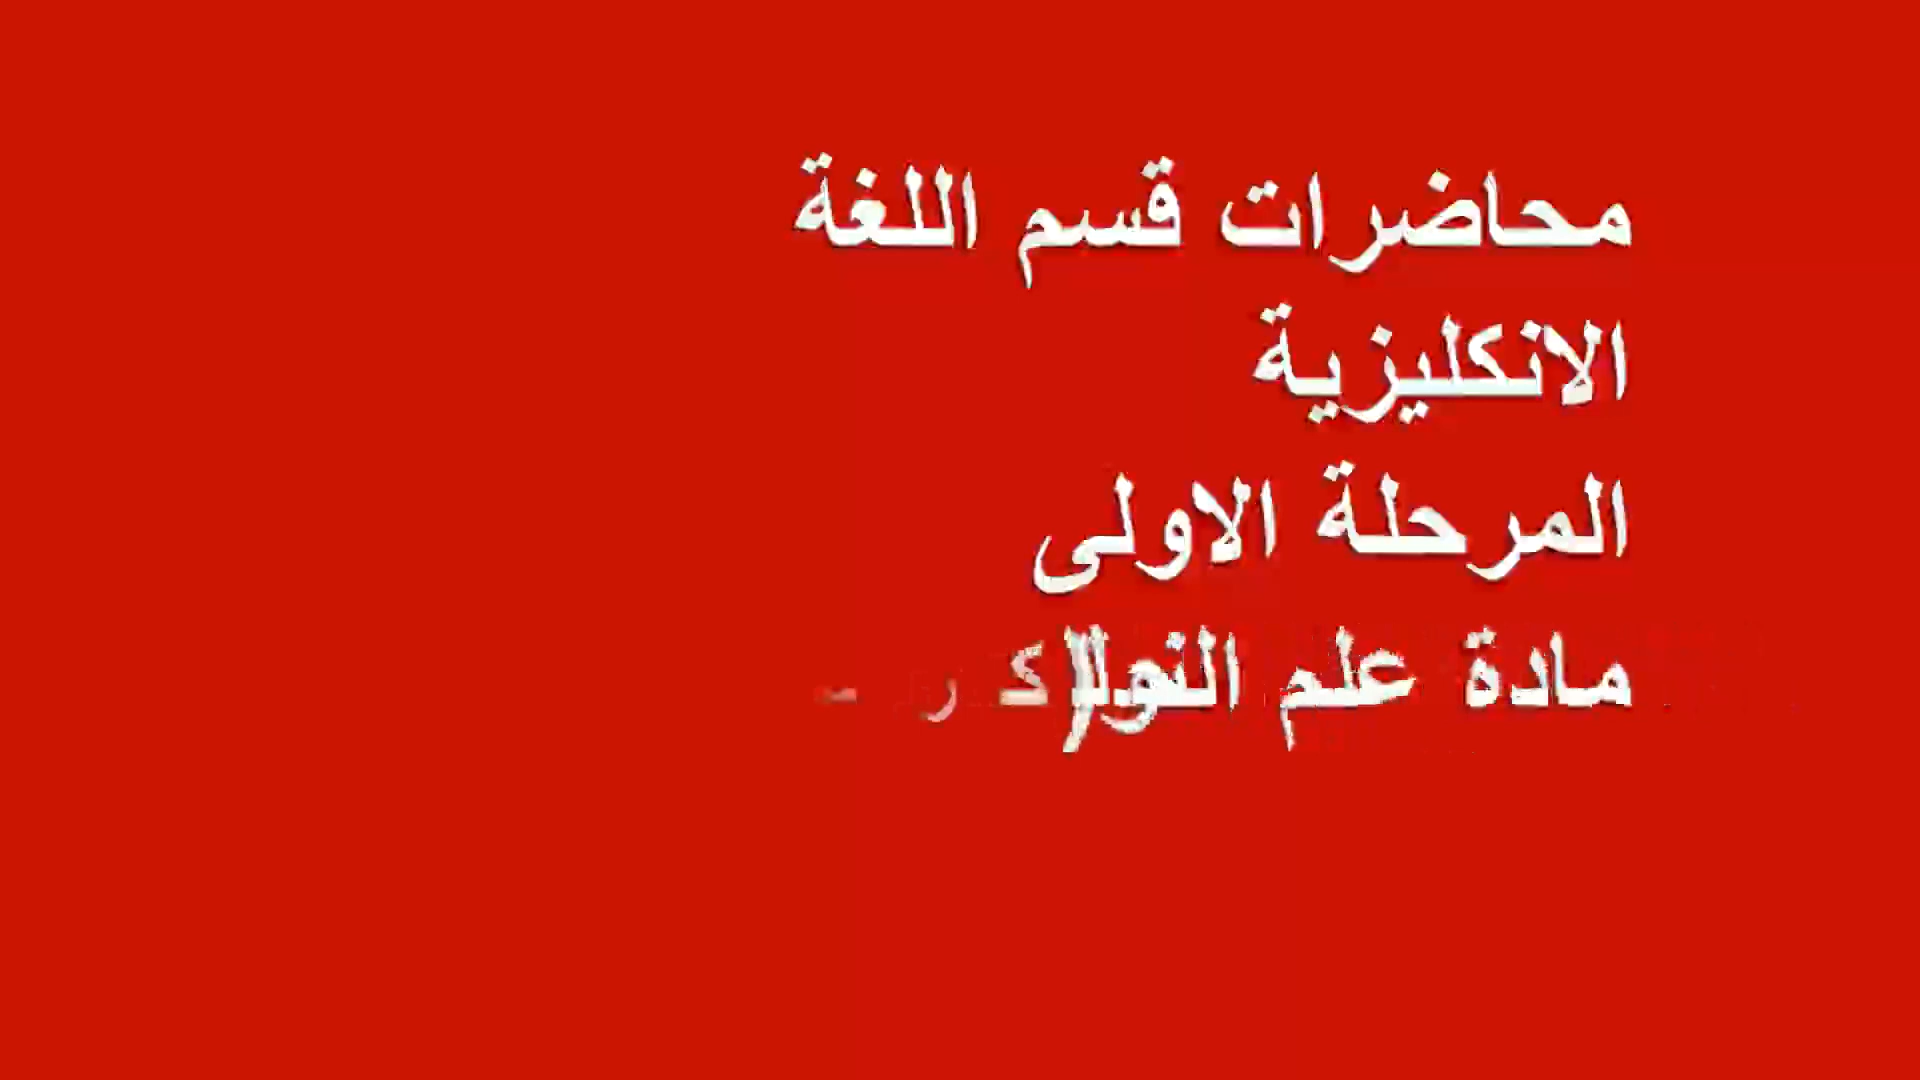 محاضرات قسم اللغة
الانكليزية
المرحلة الاولى
مادة علم